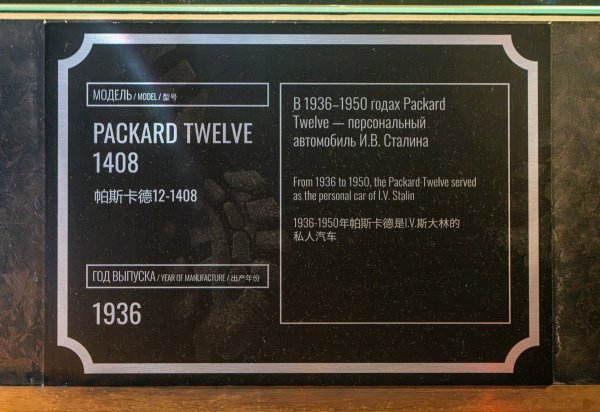 МОДЕЛЬ / MODEL / 型号
PACKARD TWELVE
1408
帕斯卡德12-1408
ГОД ВЫПУСКА / YEAR OF MANUFACTURE / 出产年份
1936
В 1936–1950 годах Packard
Twelve — персональный
автомобиль И.В. Сталина
From 1936 to 1950, the Packard Twelve served
as the personal car of I.V. Stalin
1936-1950年帕斯卡德是I.V.斯大林的
私人汽车